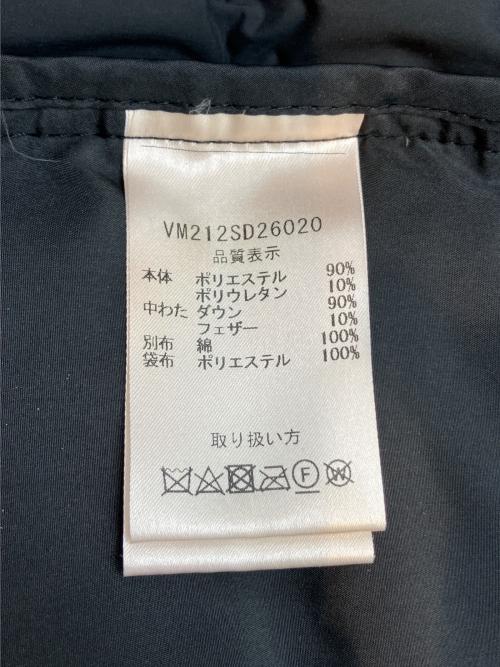 VM212SD26020
品質表示
本体 ポリエステル 90%
ポリウレタン 10%
中わた ダウン 90%
フェザー 10%
別布 綿 100%
袋布 ポリエステル 100%
取り扱い方
F W